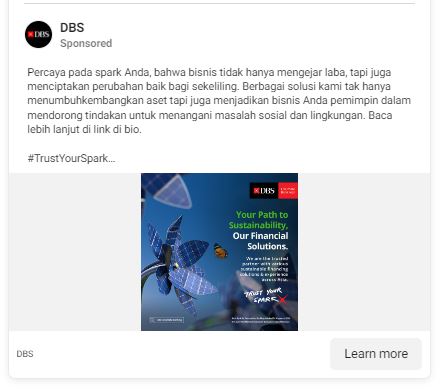 DBS
Sponsored
Percaya pada spark Anda, bahwa bisnis tidak hanya mengejar laba, tapi juga
menciptakan perubahan baik bagi sekeliling. Berbagai solusi kami tak hanya
menumbuhkembangkan aset tapi juga menjadikan bisnis Anda pemimpin dalam
mendorong tindakan untuk menangani masalah sosial dan lingkungan. Baca
lebih lanjut di link di bio.
#TrustYourSpark...
DBS
Your Path to
Sustainability,
Our Financial
Solutions.
We are the trusted
partner with various
sustainable financing
solutions & experience
across Asia.
TRUST YOUR
SPARK
DBS
Learn more